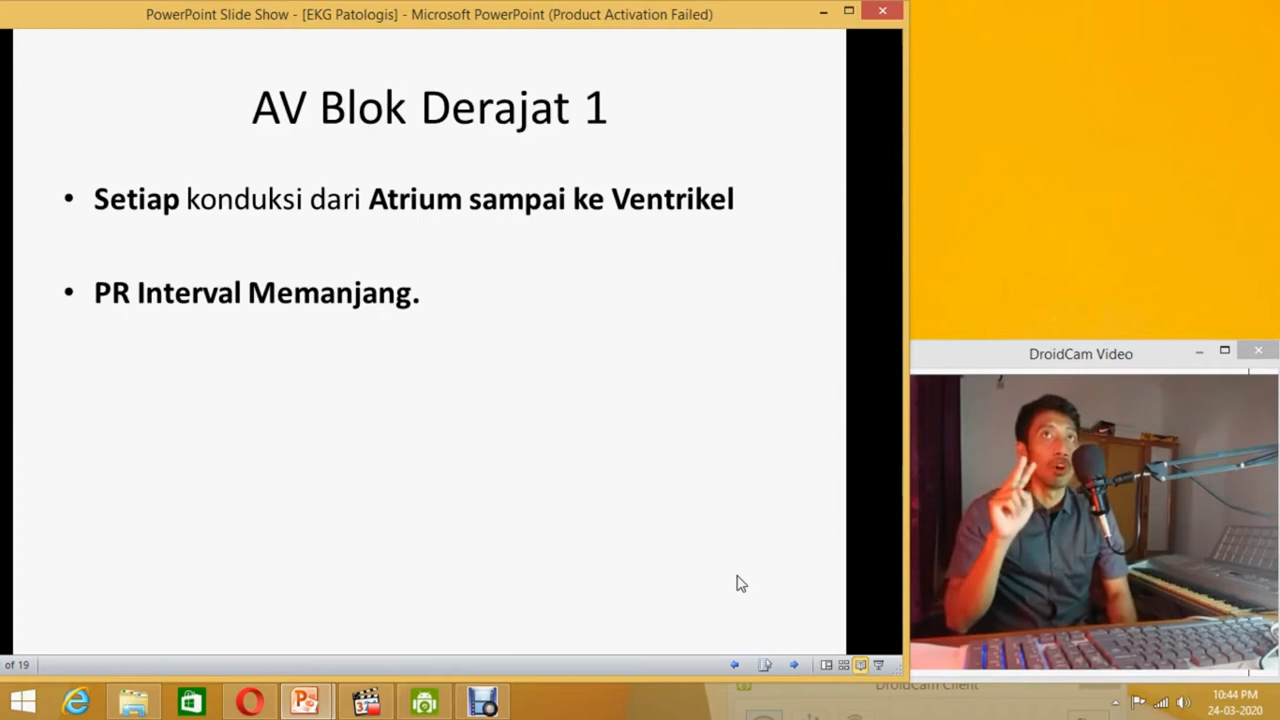 PowerPoint Slide Show - [EKG Patologis] - Microsoft PowerPoint (Product Activation Failed)
AV Blok Derajat 1
• Setiap konduksi dari Atrium sampai ke Ventrikel
• PR Interval Memanjang.
DroidCam Video
of 19
DroidCam Client
10:44 PM
24-03-2020